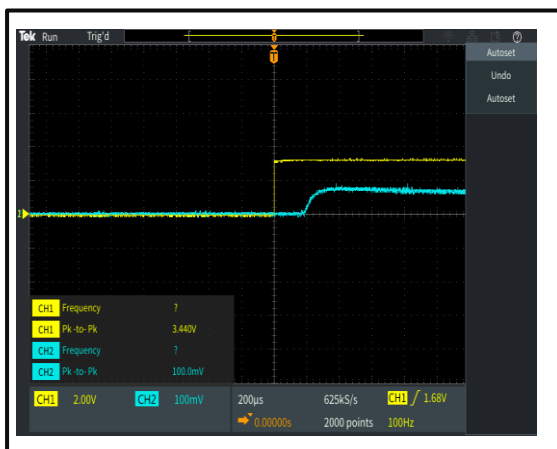 Tek Run Trig'd
Autoset
Undo
Autoset
T
1
CH1 Frequency ?
CH1 Pk-to-Pk 3.440V
CH2 Frequency ?
CH2 Pk-to-Pk 100.0mV
CH1 2.00V CH2 100mV 200µs 625kS/s CH1 1.68V
0.00000s 2000 points 100Hz